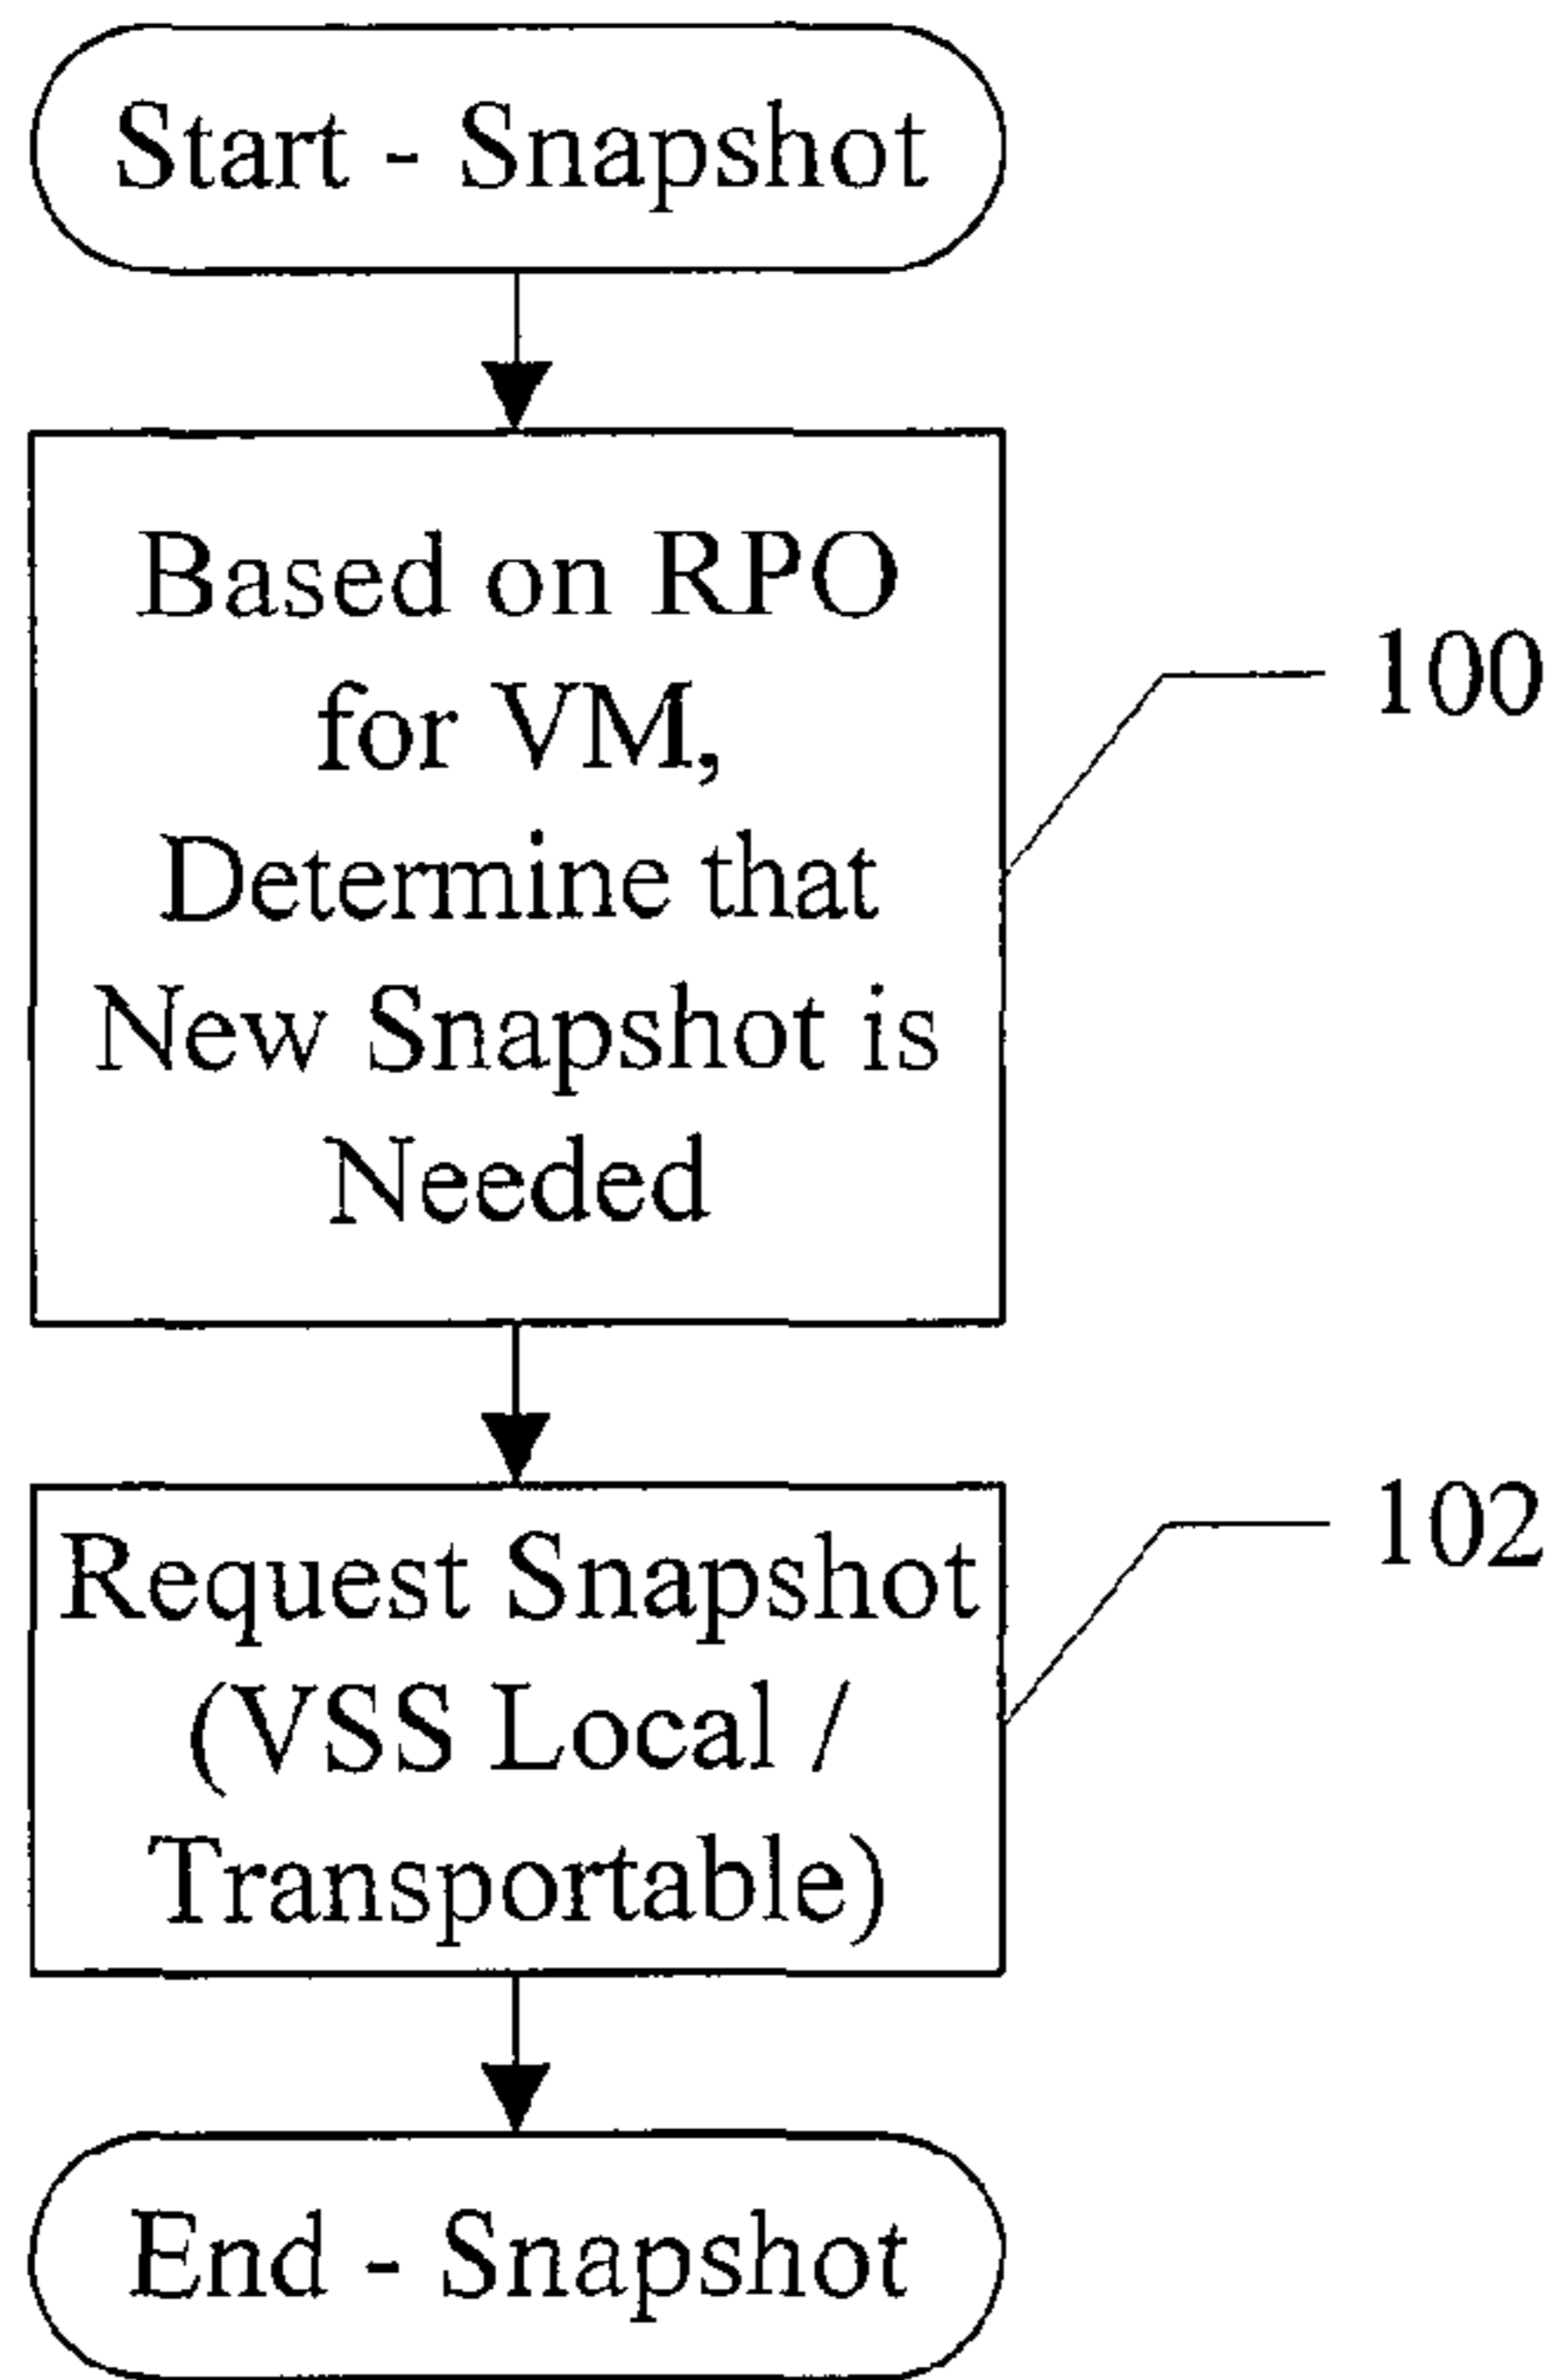 Start - Snapshot
Based on RPO
for VM,
Determine that
New Snapshot is
Needed
100
Request Snapshot
(VSS Local /
Transportable)
102
End - Snapshot